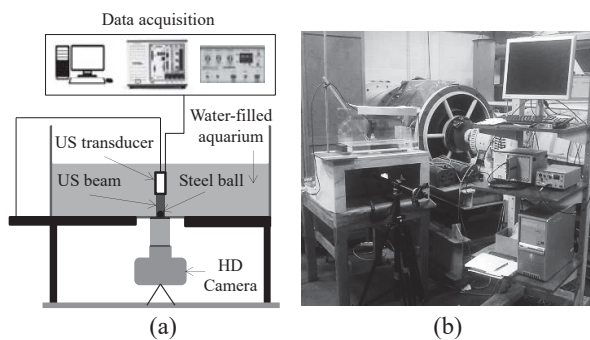 Data acquisition
US transducer
Water-filled
aquarium
US beam
Steel ball
HD
Camera
(a)
(b)